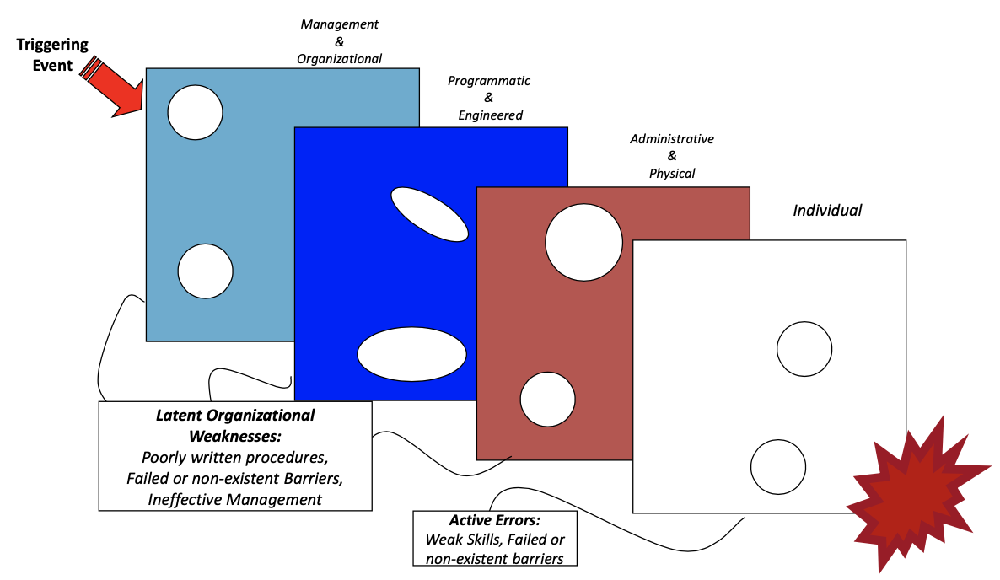 Triggering
Event
Management
&
Organizational
Programmatic
&
Engineered
Administrative
&
Physical
Individual
Latent Organizational
Weaknesses:
Poorly written procedures,
Failed or non-existent Barriers,
Ineffective Management
Active Errors:
Weak Skills, Failed or
non-existent barriers